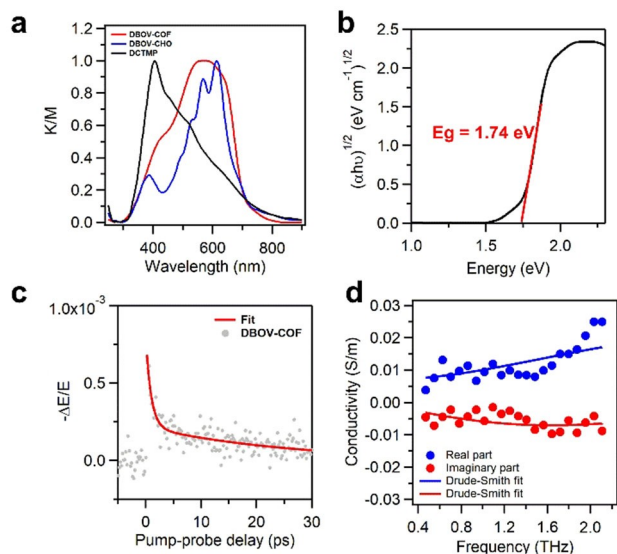 a
DBOV-COF
DBOV-CHO
DCTMP
K/M
1.0
0.8
0.6
0.4
0.2
0.0
400 600 800
Wavelength (nm)
b
(αhυ)1/2 (eV cm-1)1/2
2.5
2.0
1.5
1.0
0.5
0.0
Eg = 1.74 eV
1.0 1.5 2.0
Energy (eV)
c
-ΔE/E
1.0x10-3
0.5
0.0
Fit
DBOV-COF
0 10 20 30
Pump-probe delay (ps)
d
Conductivity (S/m)
0.03
0.02
0.01
0.00
-0.01
-0.03
Real part
Imaginary part
Drude-Smith fit
Drude-Smith fit
0.4 0.8 1.2 1.6 2.0
Frequency (THz)